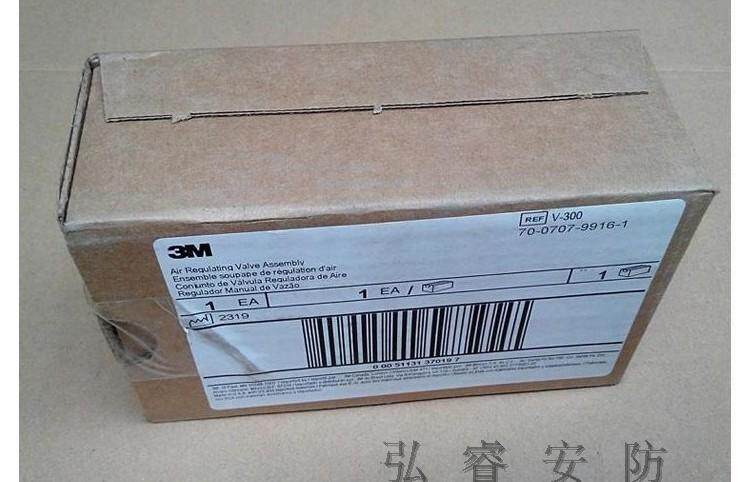 REF V-300
70-0707-9916-1
3M
Air Regulating Valve Assembly
Ensemble soupape de régulation d'air
Conjunto de Válvula Reguladora de Aire
Regulador Manual de Vazão
1 EA 1 EA / 1
2319
0 00 51131 37019 7
弘睿安防